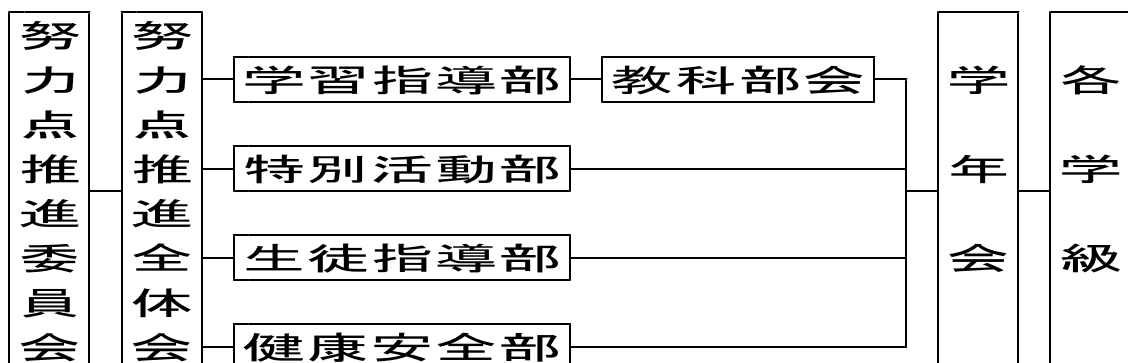 努力点推進委員会
努力点推進全体会
学習指導部
教科部会
特別活動部
生徒指導部
健康安全部
学年会
各学級